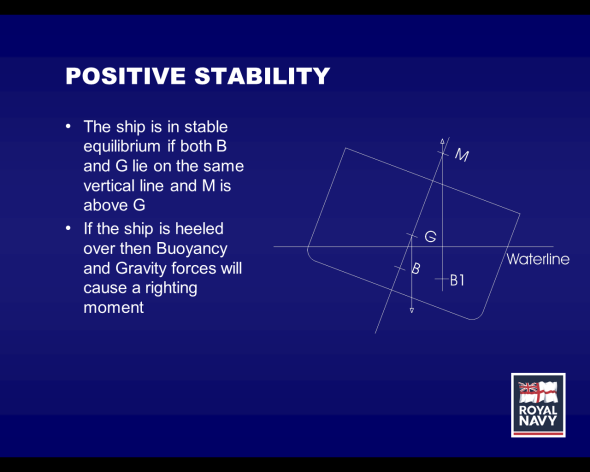 POSITIVE STABILITY
• The ship is in stable
equilibrium if both B
and G lie on the same
vertical line and M is
above G
• If the ship is heeled
over then Buoyancy
and Gravity forces will
cause a righting
moment
M
G
Waterline
B
B1
ROYAL
NAVY